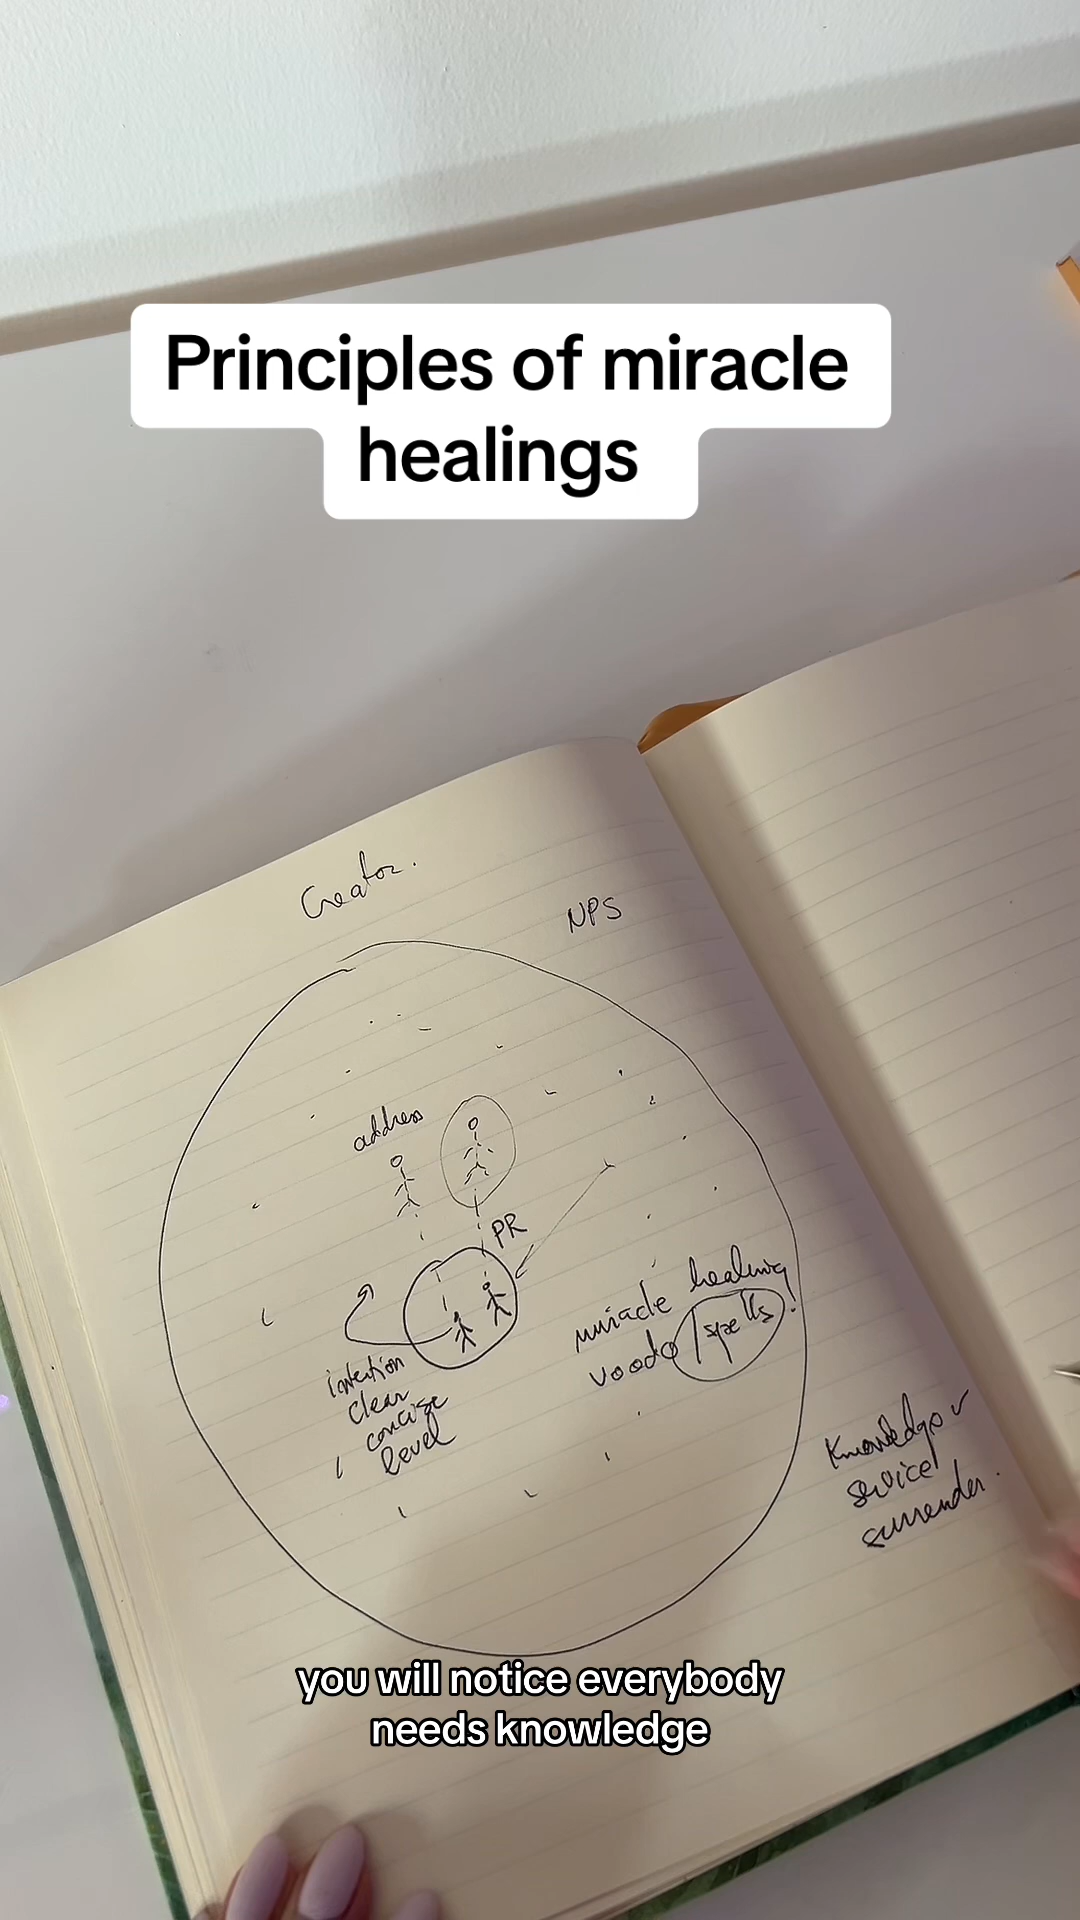 Principles of miracle
healings
Creator.
NPS
address
PR
miracle healing!
voodo/spells
intention
clear
concise
level
Knowledge ✓
service
surrender.
you will notice everybody
needs knowledge